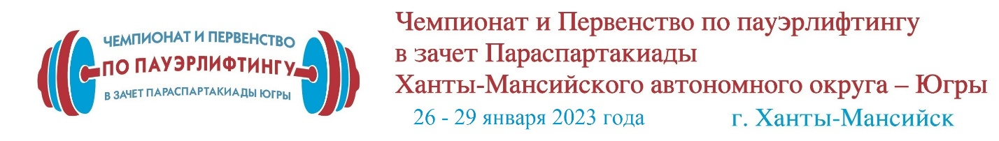 ЧЕМПИОНАТ И ПЕРВЕНСТВО
ПО ПАУЭРЛИФТИНГУ
В ЗАЧЕТ ПАРАСПАРТАКИАДЫ ЮГРЫ
Чемпионат и Первенство по пауэрлифтингу
в зачет Параспартакиады
Ханты-Мансийского автономного округа – Югры
26 - 29 января 2023 года
г. Ханты-Мансийск